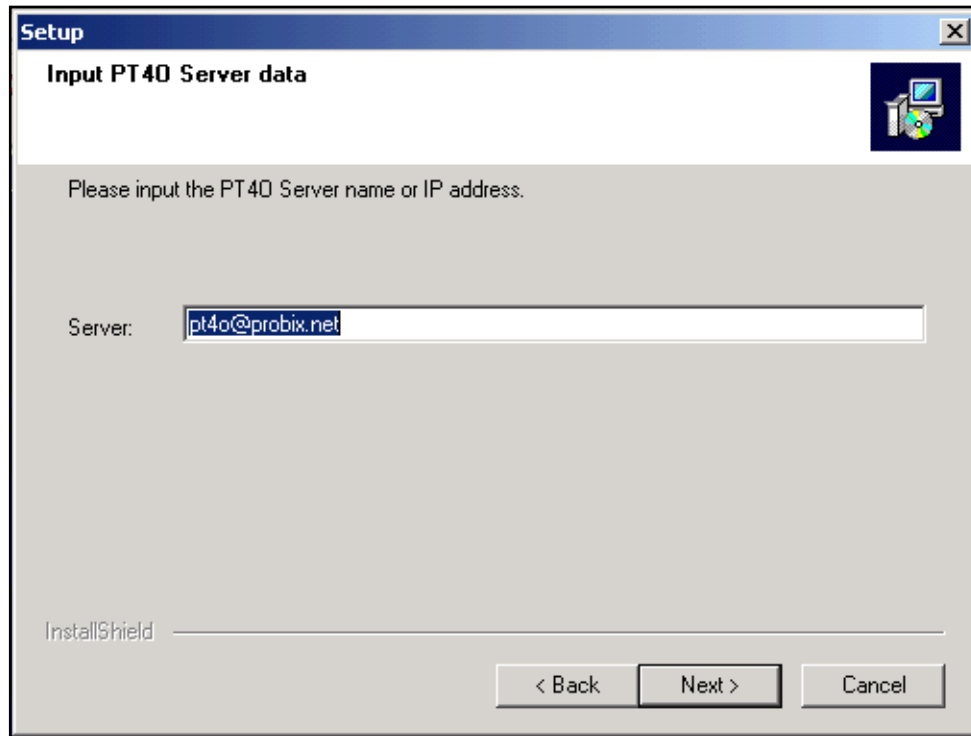 Setup
Input PT4O Server data
Please input the PT4O Server name or IP address.
Server: pt4o@probix.net
InstallShield
< Back Next > Cancel